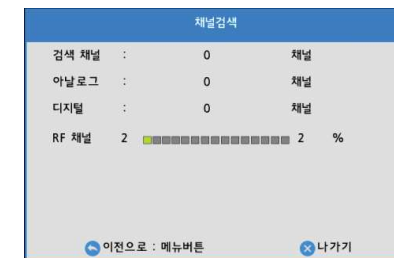 채널검색
검색 채널 : 0 채널
아날로그 : 0 채널
디지털 : 0 채널
RF 채널 2 2 %
이전으로 : 메뉴버튼 나가기